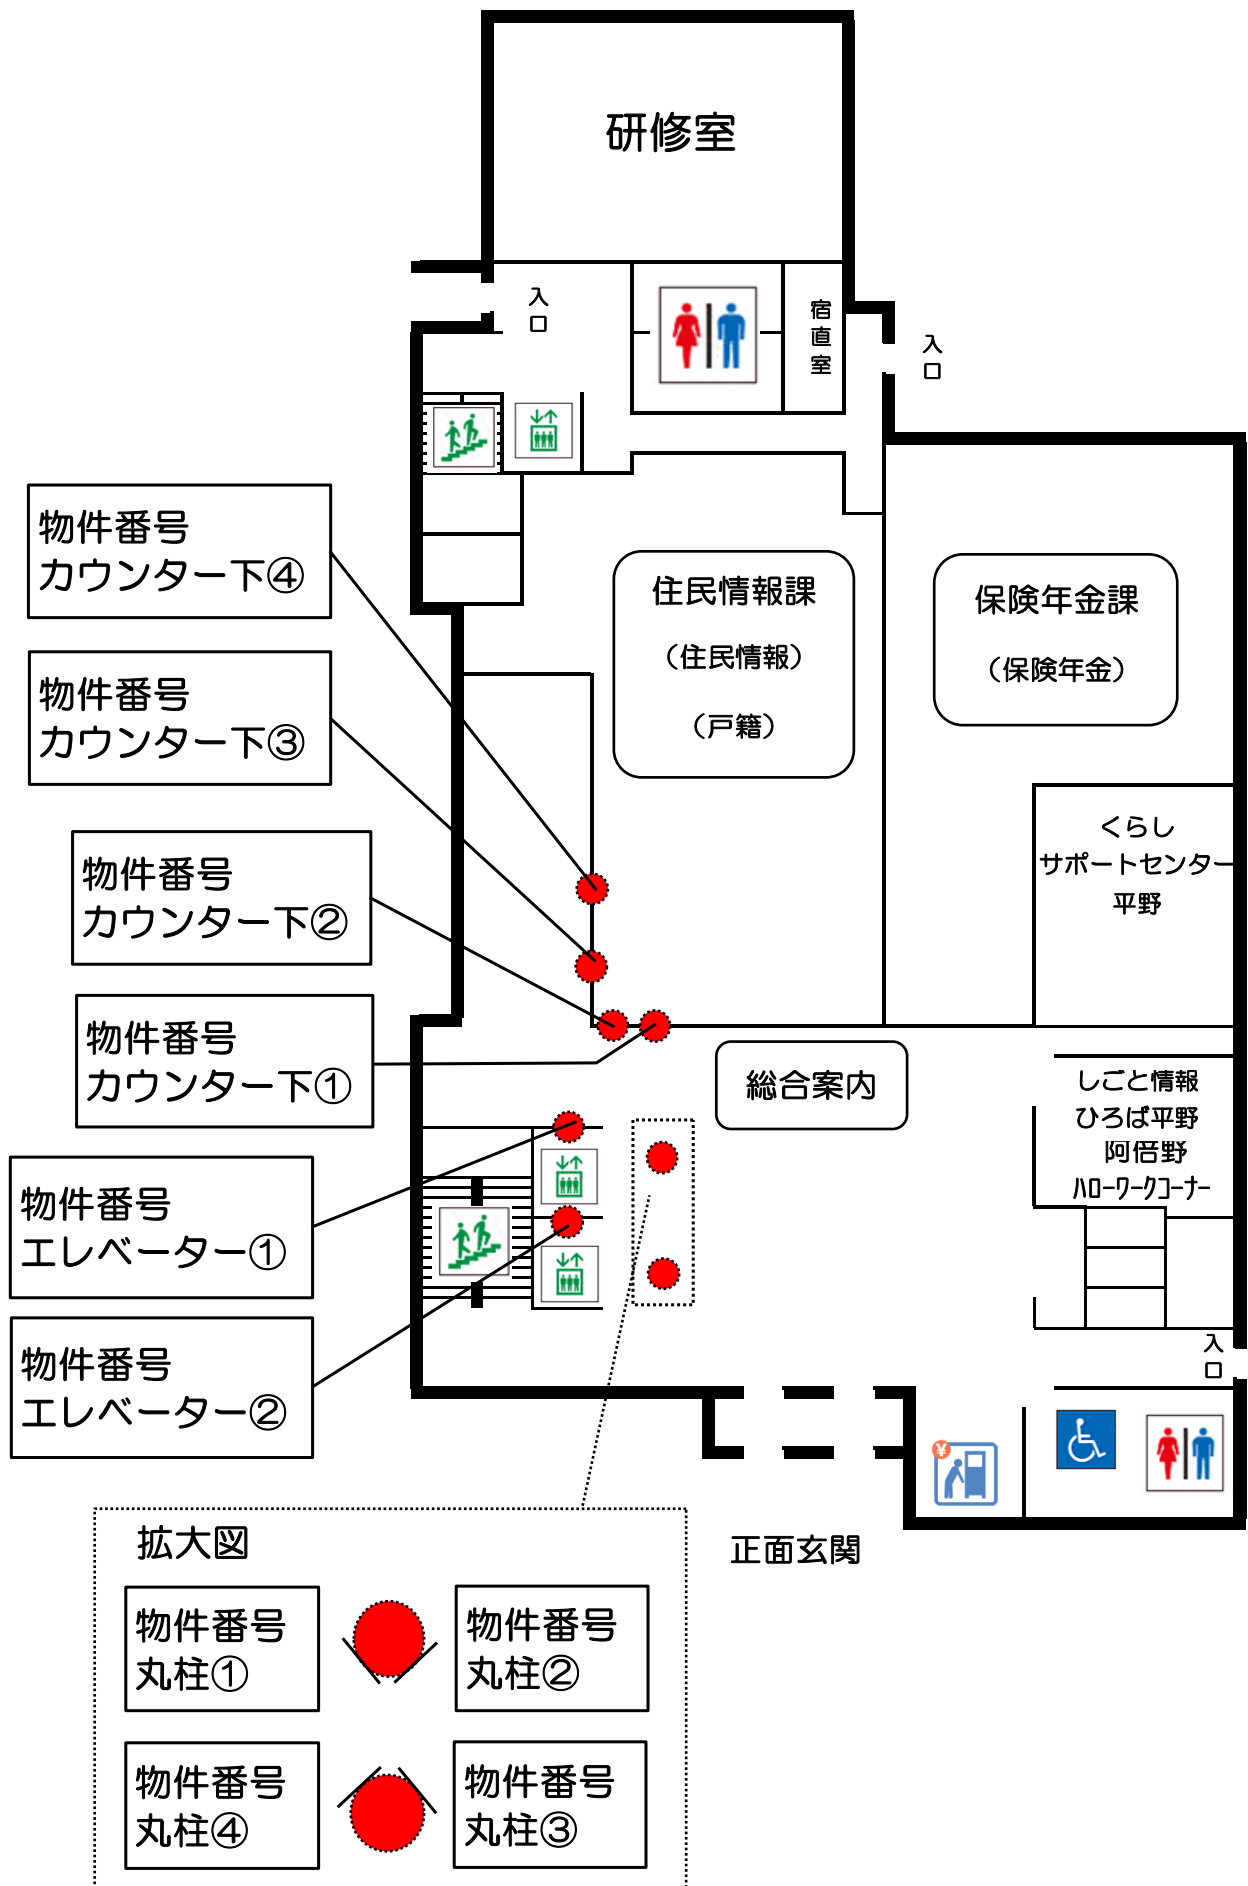 研修室
入
口
宿
直
室
入
口
物件番号
カウンター下④
物件番号
カウンター下③
物件番号
カウンター下②
物件番号
カウンター下①
住民情報課
（住民情報）
（戸籍）
保険年金課
（保険年金）
くらし
サポートセンター
平野
総合案内
しごと情報
ひろば平野
阿倍野
ﾊﾛｰﾜｰｸｺｰﾅｰ
物件番号
エレベーター①
物件番号
エレベーター②
入
口
¥
正面玄関
拡大図
物件番号
丸柱①
物件番号
丸柱②
物件番号
丸柱④
物件番号
丸柱③